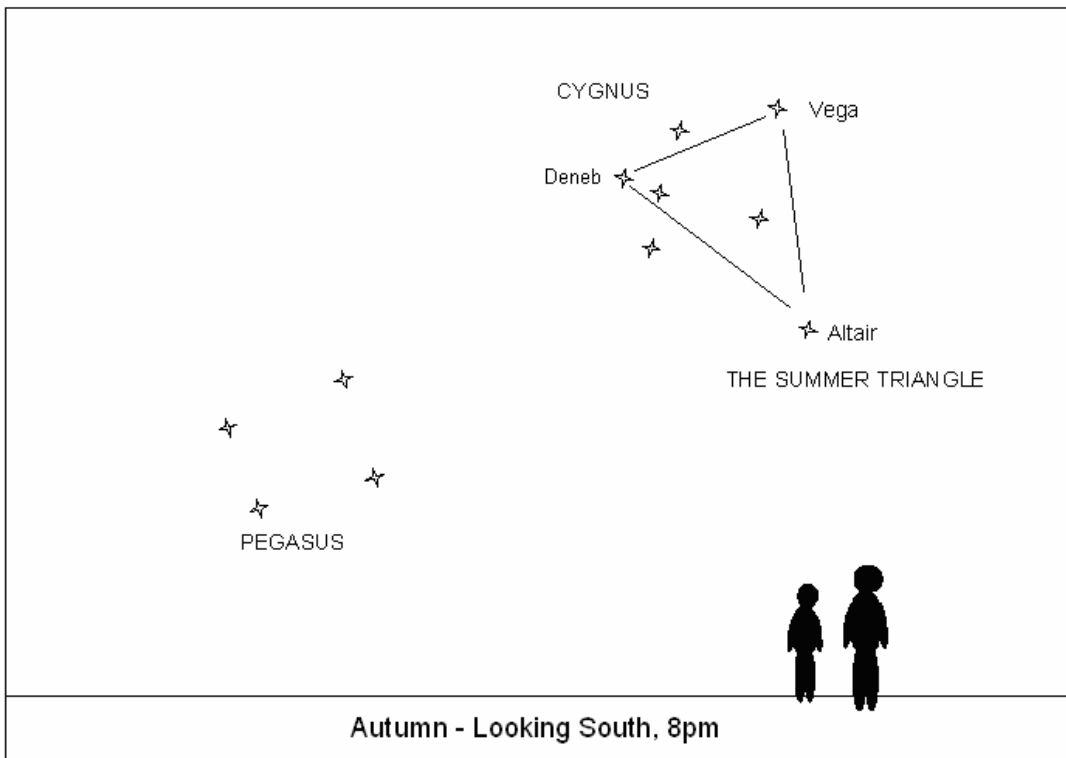 CYGNUS
Vega
Deneb
Altair
THE SUMMER TRIANGLE
PEGASUS
Autumn - Looking South, 8pm